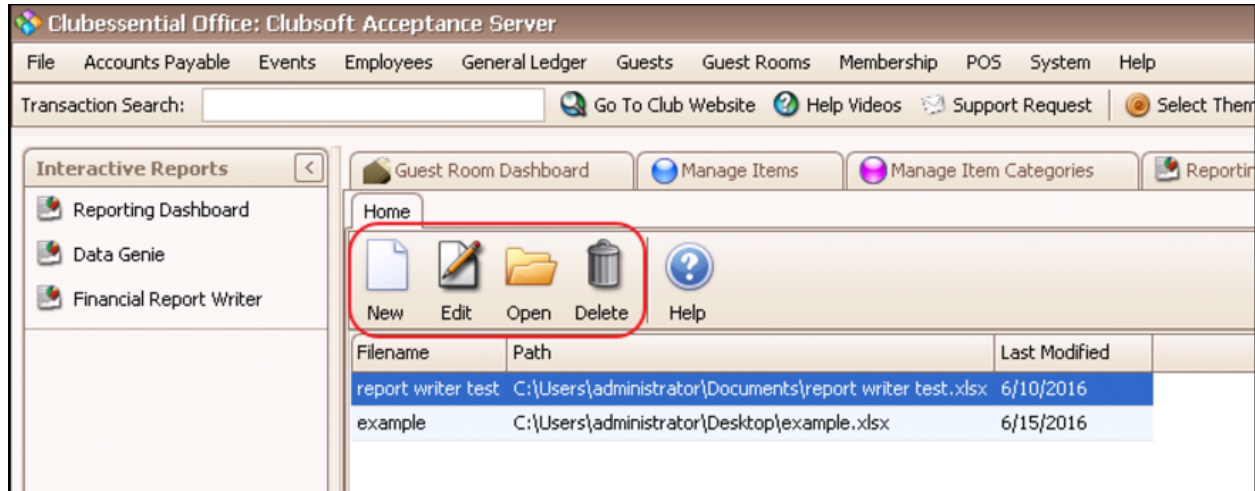 Clubessential Office: Clubsoft Acceptance Server
File Accounts Payable Events Employees General Ledger Guests Guest Rooms Membership POS System Help
Transaction Search: Go To Club Website Help Videos Support Request Select Them
Interactive Reports
Reporting Dashboard
Data Genie
Financial Report Writer
Guest Room Dashboard Manage Items Manage Item Categories Reportin
Home
New Edit Open Delete Help
Filename Path Last Modified
report writer test C:\Users\administrator\Documents\report writer test.xlsx 6/10/2016
example C:\Users\administrator\Desktop\example.xlsx 6/15/2016